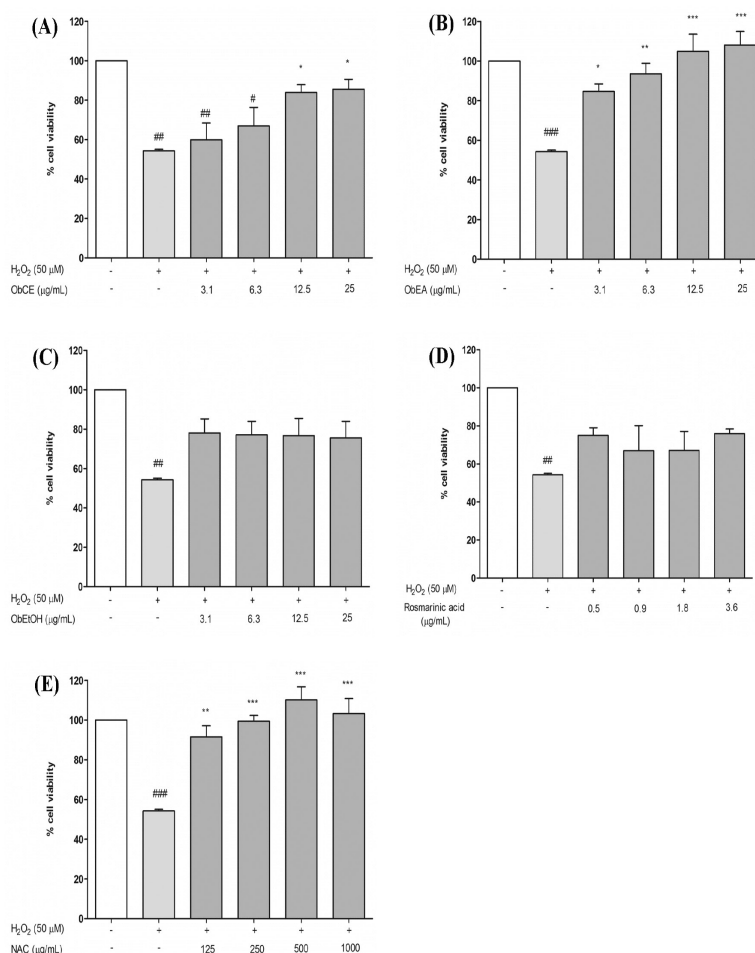 (A)
120
100
80
60
40
20
0
% cell viability
##
##
#
*
*
H₂O₂ (50 µM) - + + + + +
ObCE (µg/mL) - - 3.1 6.3 12.5 25
(B)
120
100
80
60
40
20
0
% cell viability
###
*
**
***
***
H₂O₂ (50 µM) - + + + + +
ObEA (µg/mL) - - 3.1 6.3 12.5 25
(C)
120
100
80
60
40
20
0
% cell viability
##
H₂O₂ (50 µM) - + + + + +
ObEtOH (µg/mL) - - 3.1 6.3 12.5 25
(D)
120
100
80
60
40
20
0
% cell viability
##
H₂O₂ (50 µM) - + + + + +
Rosmarinic acid - - 0.5 0.9 1.8 3.6
(µg/mL)
(E)
120
100
80
60
40
20
0
% cell viability
###
**
***
***
***
H₂O₂ (50 µM) - + + + + +
NAC (µg/mL) - - 125 250 500 1000